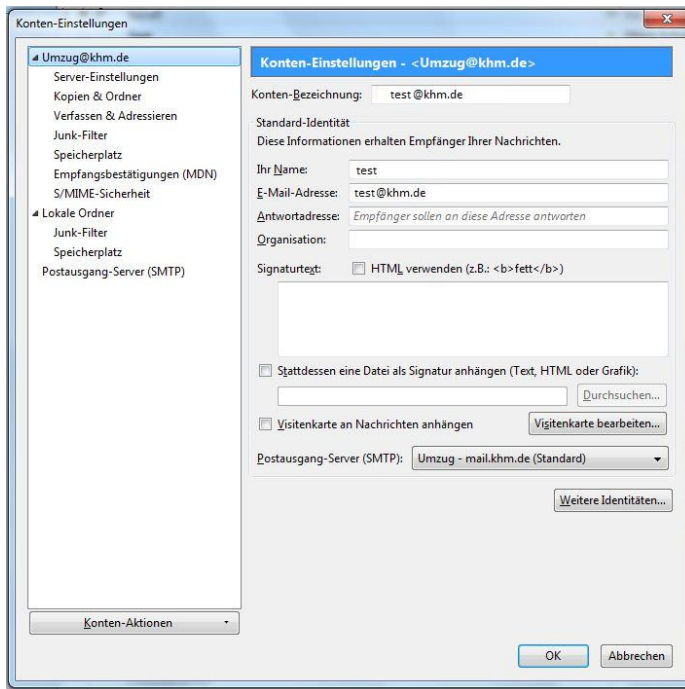 Konten-Einstellungen
Umzug@khm.de
Server-Einstellungen
Kopien & Ordner
Verfassen & Adressieren
Junk-Filter
Speicherplatz
Empfangsbestätigungen (MDN)
S/MIME-Sicherheit
Lokale Ordner
Junk-Filter
Speicherplatz
Postausgang-Server (SMTP)
Konten-Aktionen
Konten-Einstellungen - <Umzug@khm.de>
Konten-Bezeichnung: test @khm.de
Standard-Identität
Diese Informationen erhalten Empfänger Ihrer Nachrichten.
Ihr Name: test
E-Mail-Adresse: test@khm.de
Antwortadresse: Empfänger sollen an diese Adresse antworten
Organisation:
Signaturtext: HTML verwenden (z.B.: <b>fett</b>)
Stattdessen eine Datei als Signatur anhängen (Text, HTML oder Grafik):
Durchsuchen...
Visitenkarte an Nachrichten anhängen Visitenkarte bearbeiten...
Postausgang-Server (SMTP): Umzug - mail.khm.de (Standard)
Weitere Identitäten...
OK Abbrechen